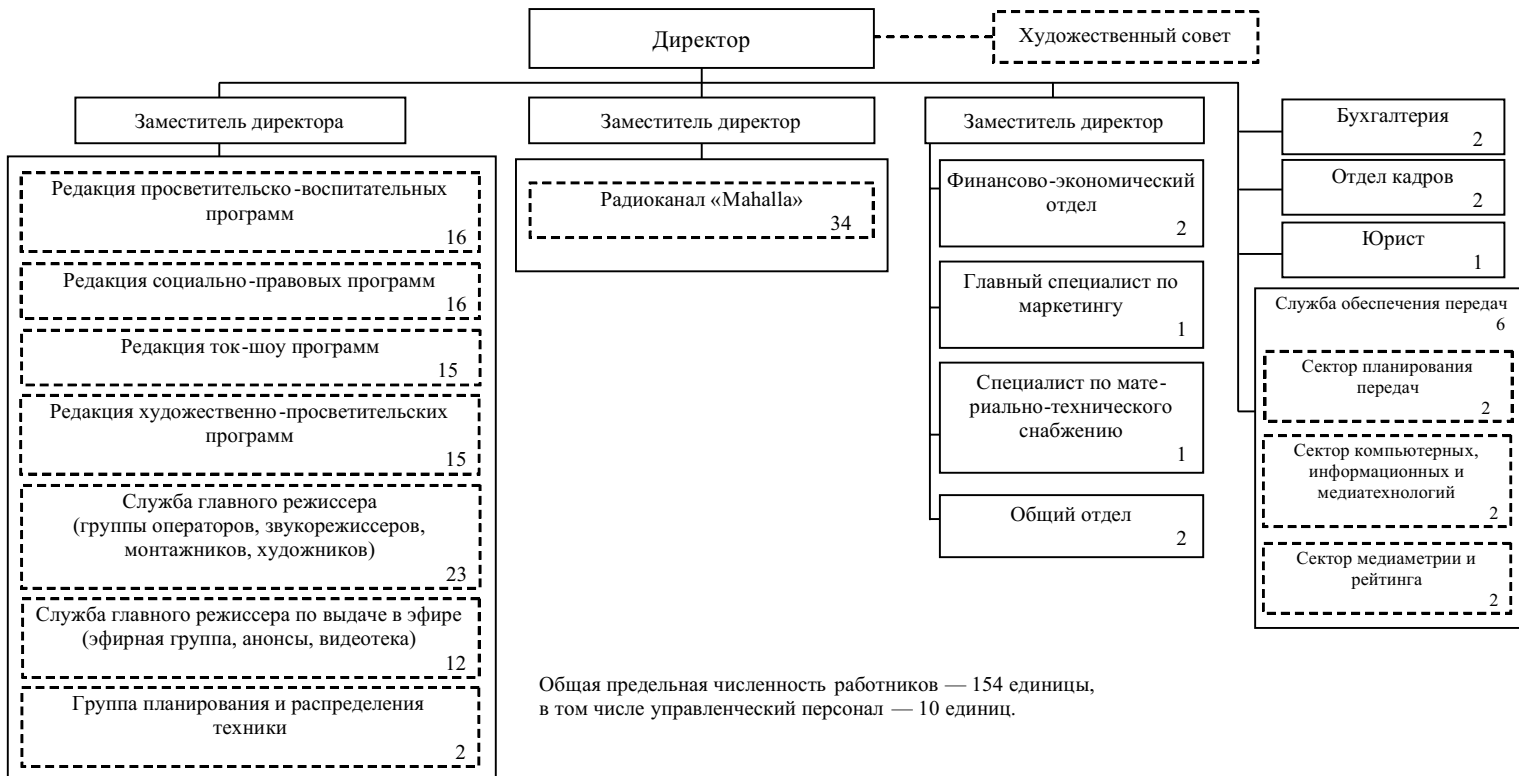 Директор
Художественный совет
Заместитель директора
Редакция просветительско-воспитательных
программ
16
Редакция социально-правовых программ
16
Редакция ток-шоу программ
15
Редакция художественно-просветительских
программ
15
Служба главного режиссера
(группы операторов, звукорежиссеров,
монтажников, художников)
23
Служба главного режиссера по выдаче в эфире
(эфирная группа, анонсы, видеотека)
12
Группа планирования и распределения
техники
2
Заместитель директор
Радиоканал «Mahalla»
34
Заместитель директор
Финансово-экономический
отдел
2
Главный специалист по
маркетингу
1
Специалист по мате-
риально-технического
снабжению
1
Общий отдел
2
Бухгалтерия
2
Отдел кадров
2
Юрист
1
Служба обеспечения передач
6
Сектор планирования
передач
2
Сектор компьютерных,
информационных и
медиатехнологий
2
Сектор медиаметрии и
рейтинга
2
Общая предельная численность работников — 154 единицы,
в том числе управленческий персонал — 10 единиц.